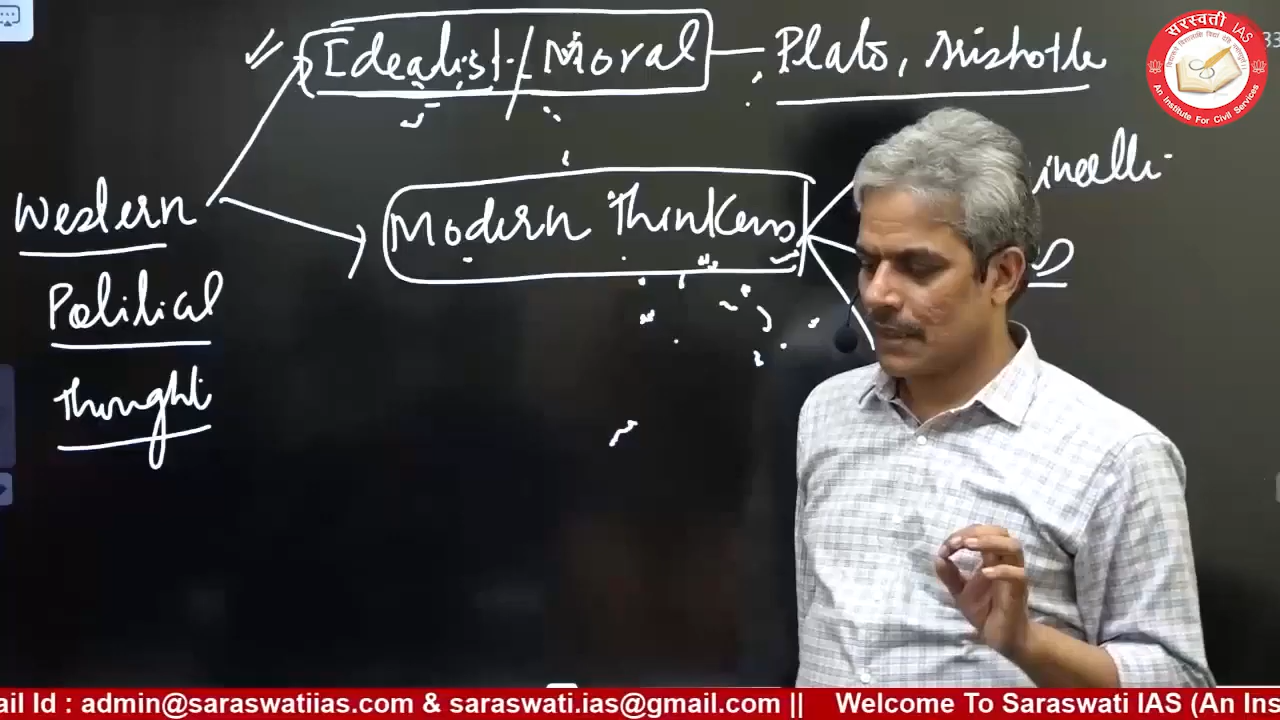 Idealist / Moral — Plato, Aristotle
Modern Thinkers
Western
Political
Thought
सरस्वती IAS
An Institute For Civil Services
33
ail Id : admin@saraswatiias.com & saraswati.ias@gmail.com || Welcome To Saraswati IAS (An Ins